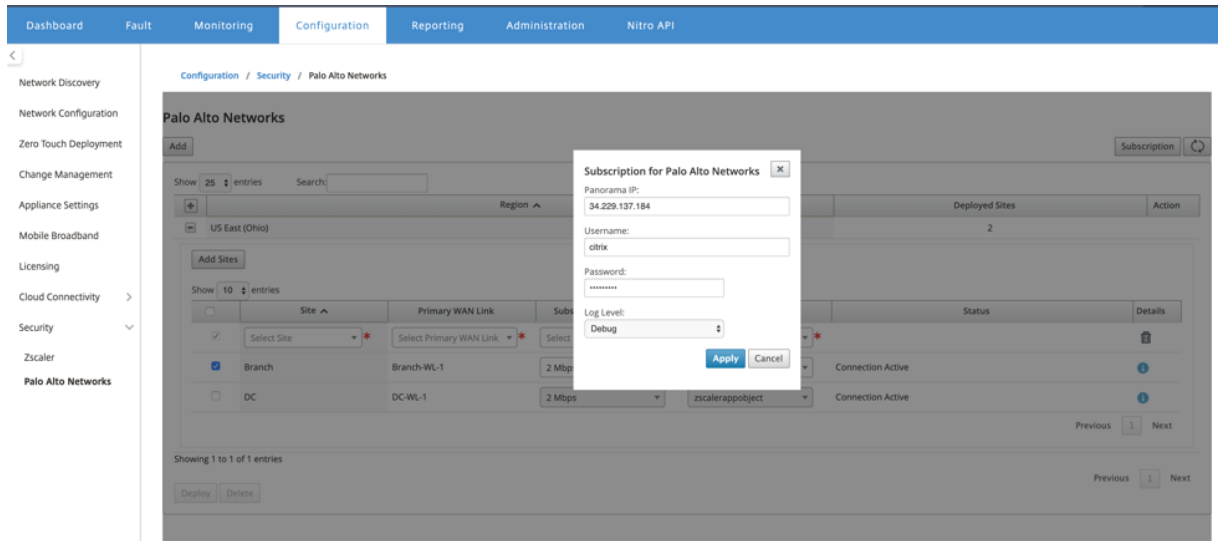 Dashboard Fault Monitoring Configuration Reporting Administration Nitro API
Configuration / Security / Palo Alto Networks
Network Discovery
Network Configuration
Zero Touch Deployment
Change Management
Appliance Settings
Mobile Broadband
Licensing
Cloud Connectivity
Security
Zscaler
Palo Alto Networks
Palo Alto Networks
Add
Subscription
Show 25 entries Search:
Region Deployed Sites Action
US East (Ohio) 2
Add Sites
Show 10 entries
Site Primary WAN Link Subs Status Details
Select Site * Select Primary WAN Link * Select *
Branch Branch-WL-1 2 Mbp Connection Active
DC DC-WL-1 2 Mbps zscalerappobject Connection Active
Previous 1 Next
Showing 1 to 1 of 1 entries
Previous 1 Next
Deploy Delete
Subscription for Palo Alto Networks
Panorama IP:
34.229.137.184
Username:
citrix
Password:
•••••••••
Log Level:
Debug
Apply Cancel